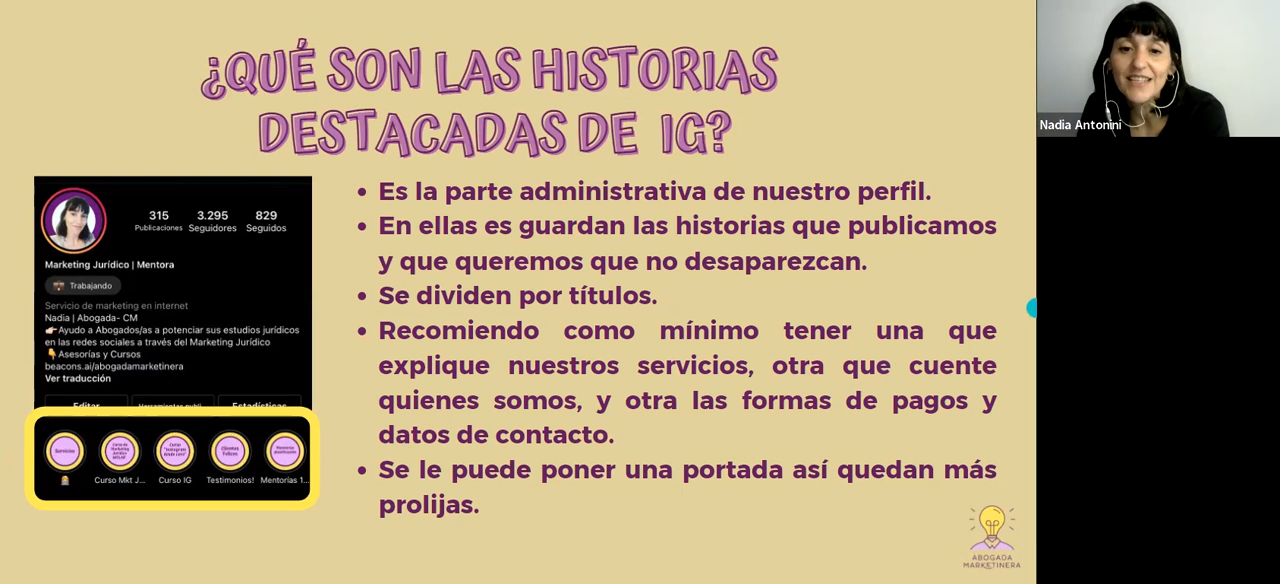 ¿QUÉ SON LAS HISTORIAS
DESTACADAS DE IG?
315
3.295
829
Publicaciones
Seguidores
Seguidos
Marketing Jurídico | Mentora
Trabajando
Servicio de marketing en internet
Nadia | Abogada- CM
👉Ayudo a Abogados/as a potenciar sus estudios jurídicos
en las redes sociales a través del Marketing Jurídico
👇Asesorías y Cursos
beacons.ai/abogadamarketinera
Ver traducción
Editar
Herramientas publi...
Estadísticas
Servicios
Clientes
Felices
Curso Mkt J...
Curso IG
Testimonios!
Mentorías 1...
• Es la parte administrativa de nuestro perfil.
• En ellas es guardan las historias que publicamos
y que queremos que no desaparezcan.
• Se dividen por títulos.
• Recomiendo como mínimo tener una que
explique nuestros servicios, otra que cuente
quienes somos, y otra las formas de pagos y
datos de contacto.
• Se le puede poner una portada así quedan más
prolijas.
ABOGADA
MARKETINERA
Nadia Antonini